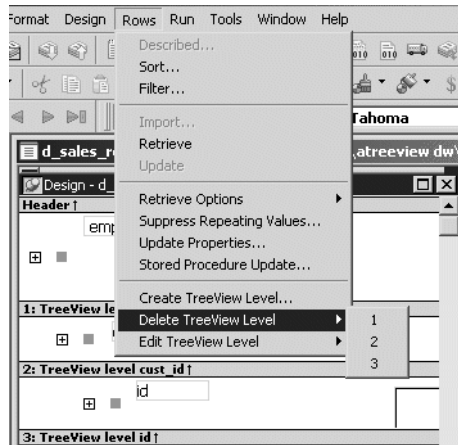 Format Design Rows Run Tools Window Help
Described...
Sort...
Filter...
Import...
Retrieve
Update
Retrieve Options
Suppress Repeating Values...
Update Properties...
Stored Procedure Update...
Create TreeView Level...
Delete TreeView Level
Edit TreeView Level
1
2
3
010 010
Tahoma
d_sales_r
\atreeview dw\
Design - d_
Header ↑
emp
1: TreeView le
2: TreeView level cust_id ↑
id
3: TreeView level id ↑